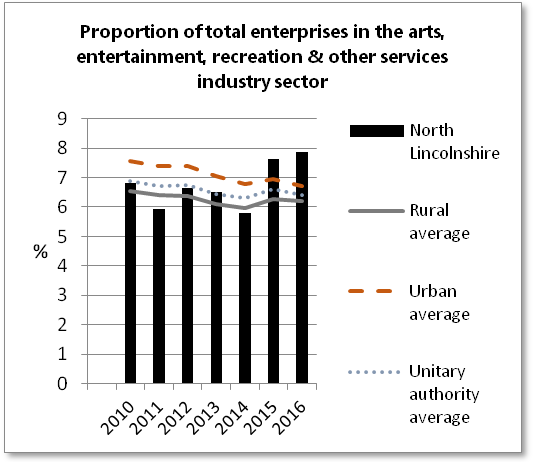 Proportion of total enterprises in the arts,
entertainment, recreation & other services
industry sector
9
8
7
6
5
4
3
2
1
0
%
2010
2011
2012
2013
2014
2015
2016
North
Lincolnshire
Rural
average
Urban
average
Unitary
authority
average